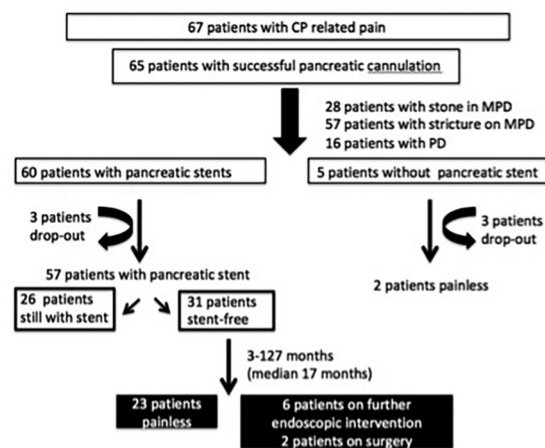 67 patients with CP related pain
65 patients with successful pancreatic cannulation
28 patients with stone in MPD
57 patients with stricture on MPD
16 patients with PD
60 patients with pancreatic stents
5 patients without pancreatic stent
3 patients
drop-out
3 patients
drop-out
57 patients with pancreatic stent
2 patients painless
26 patients
still with stent
31 patients
stent-free
3-127 months
(median 17 months)
23 patients
painless
6 patients on further
endoscopic intervention
2 patients on surgery